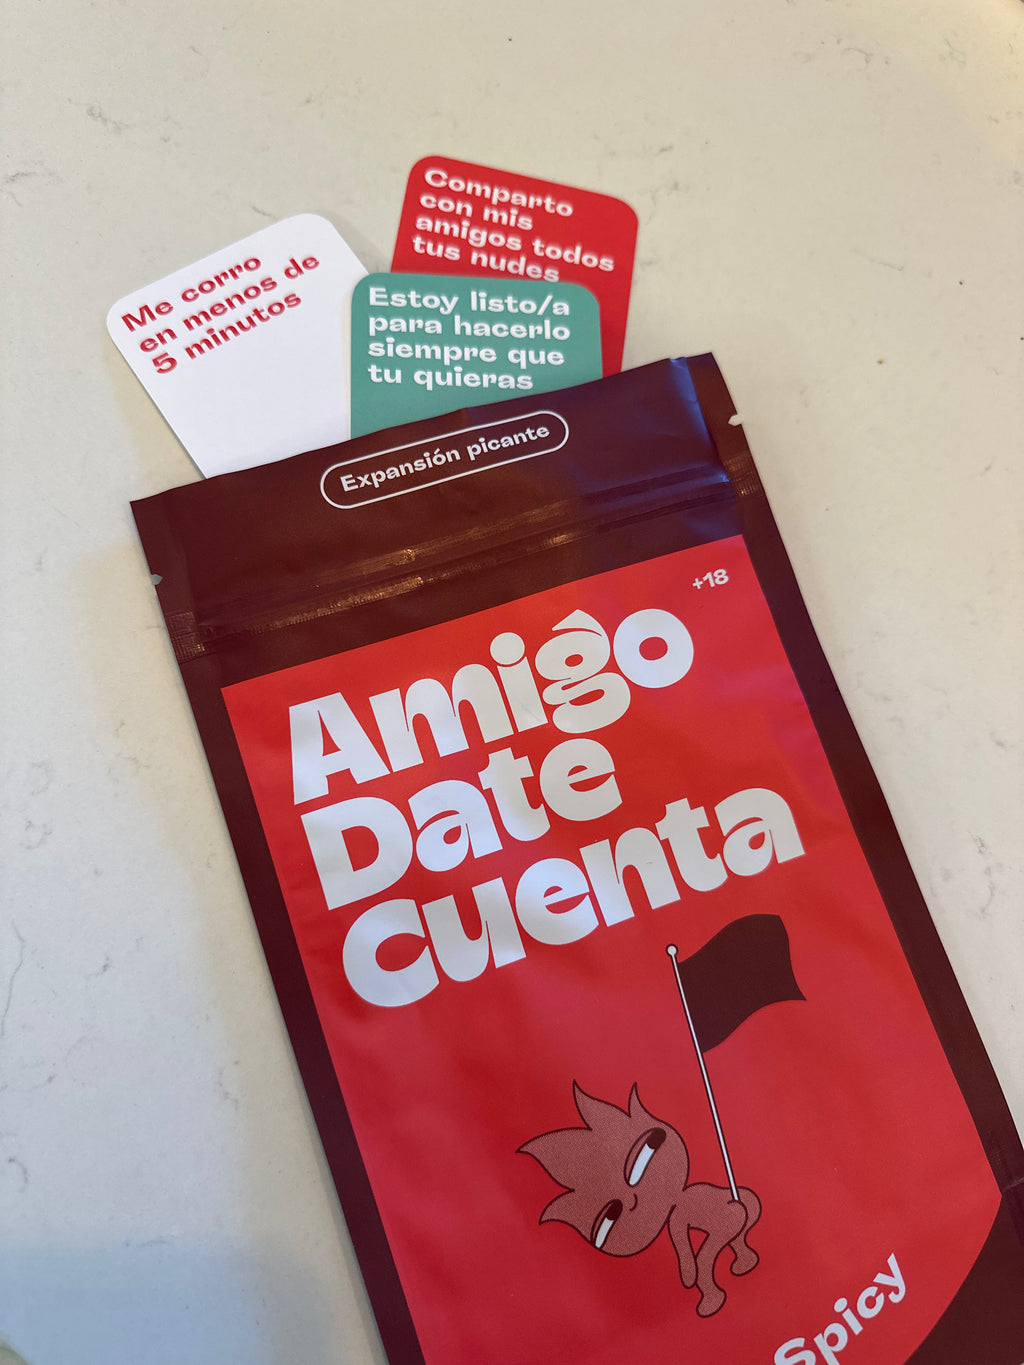 Comparto
con mis
amigos todos
tus nudes
Me corro
en menos de
5 minutos
Estoy listo/a
para hacerlo
siempre que
tu quieras
Expansión picante
+18
Amigo
Date
cuenta
Spicy